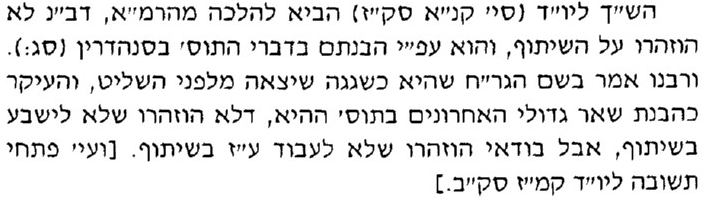 הש״ך ליו״ד (סי׳ קנ״א סק״ז) הביא להלכה מהרמ״א, דב״נ לא
הוזהרו על השיתוף, והוא עפ״י הבנתם בדברי התוס׳ בסנהדרין (סג:).
ורבנו אמר בשם הגר״ח שהיא כשגגה שיצאה מלפני השליט, והעיקר
כהבנת שאר גדולי האחרונים בתוס׳ ההיא, דלא הוזהרו שלא לישבע
בשיתוף, אבל בודאי הוזהרו שלא לעבוד ע״ז בשיתוף. [ועי׳ פתחי
תשובה ליו״ד קמ״ז סק״ב.]